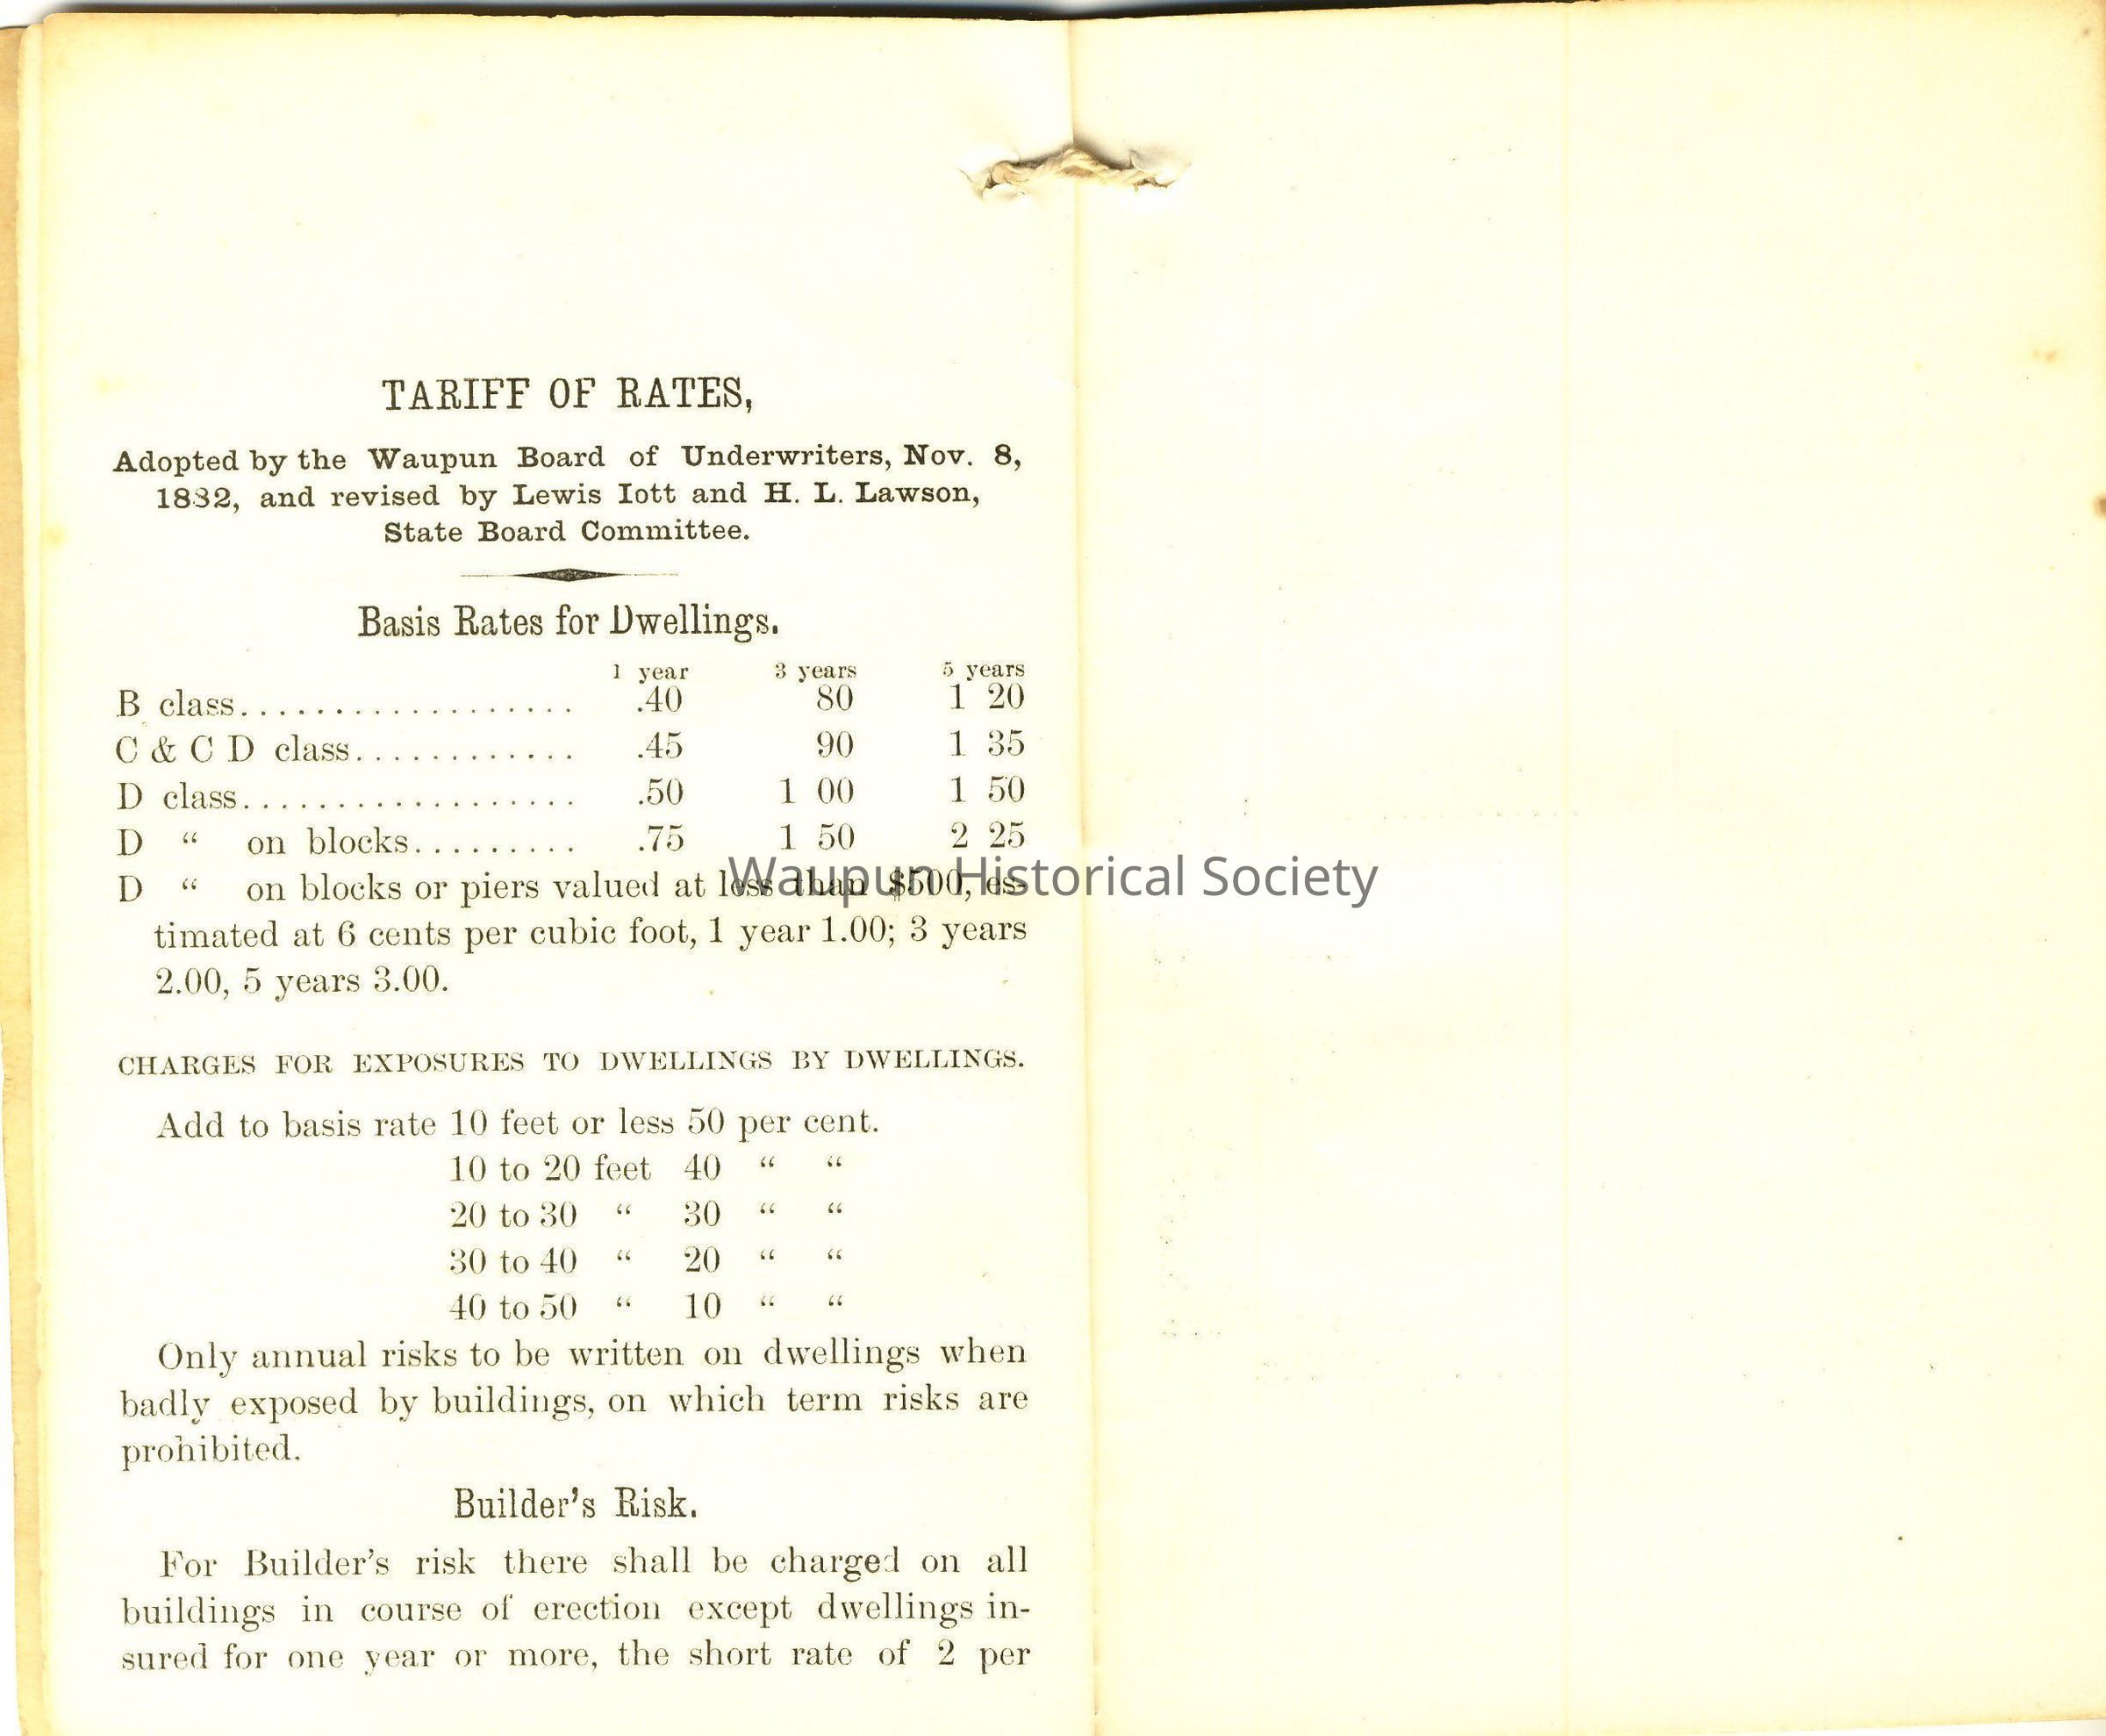 TARIFF OF RATES,
Adopted by the Waupun Board of Underwriters, Nov. 8,
1882, and revised by Lewis Iott and H. L. Lawson,
State Board Committee.
Basis Rates for Dwellings.
1 year 3 years 5 years
B class.................. .40 80 1 20
C & C D class............ .45 90 1 35
D class.................. .50 1 00 1 50
D “ on blocks......... .75 1 50 2 25
D “ on blocks or piers valued at less than $500, es-
timated at 6 cents per cubic foot, 1 year 1.00; 3 years
2.00, 5 years 3.00.
CHARGES FOR EXPOSURES TO DWELLINGS BY DWELLINGS.
Add to basis rate 10 feet or less 50 per cent.
10 to 20 feet 40 “ “
20 to 30 “ 30 “ “
30 to 40 “ 20 “ “
40 to 50 “ 10 “ “
Only annual risks to be written on dwellings when
badly exposed by buildings, on which term risks are
prohibited.
Builder's Risk.
For Builder's risk there shall be charged on all
buildings in course of erection except dwellings in-
sured for one year or more, the short rate of 2 per
Waupun Historical Society